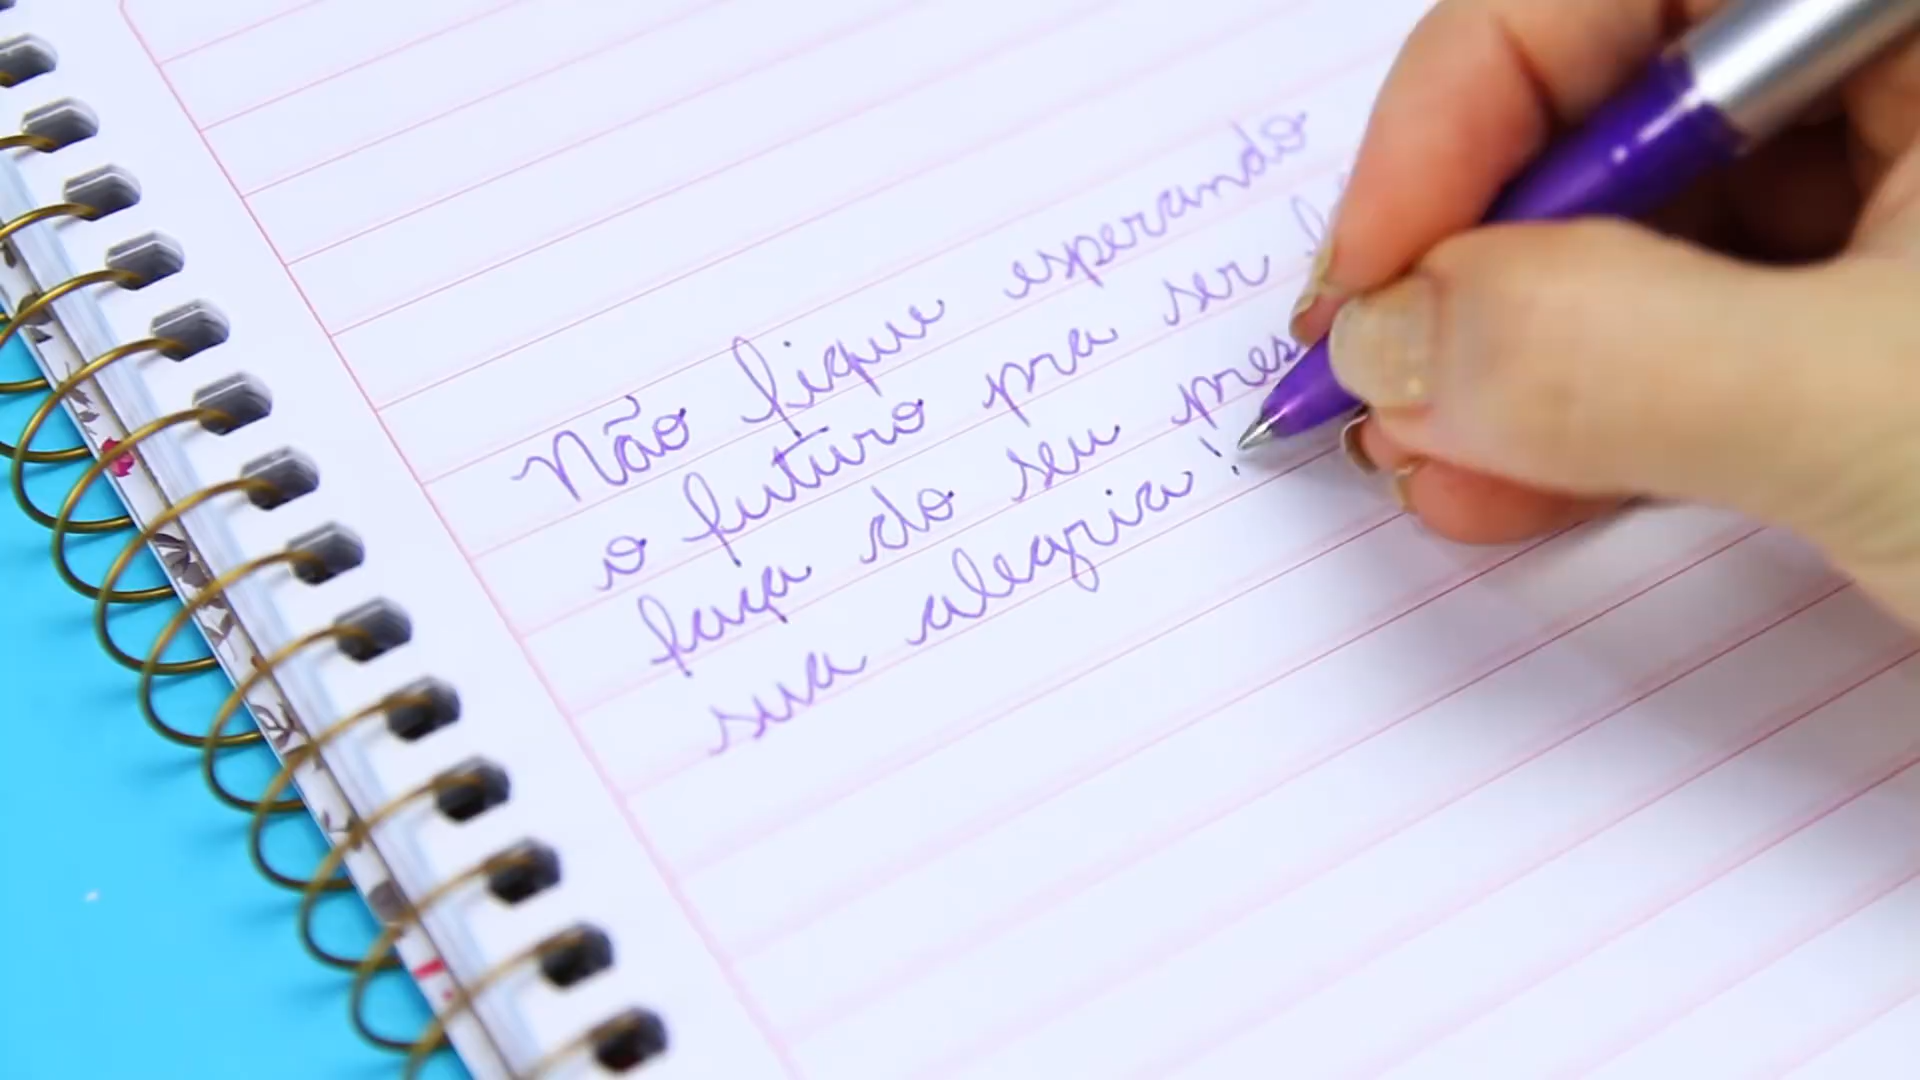 Não fique esperando
o futuro pra ser
faça do seu
sua alegria!